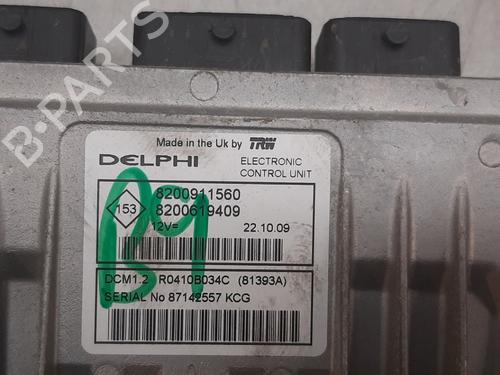 Made in the Uk by TRW
DELPHI ELECTRONIC CONTROL UNIT
153
8200911560
8200619409
12V= 22.10.09
DCM1.2 R0410B034C (81393A)
SERIAL No 87142557 KCG
B-PARTS